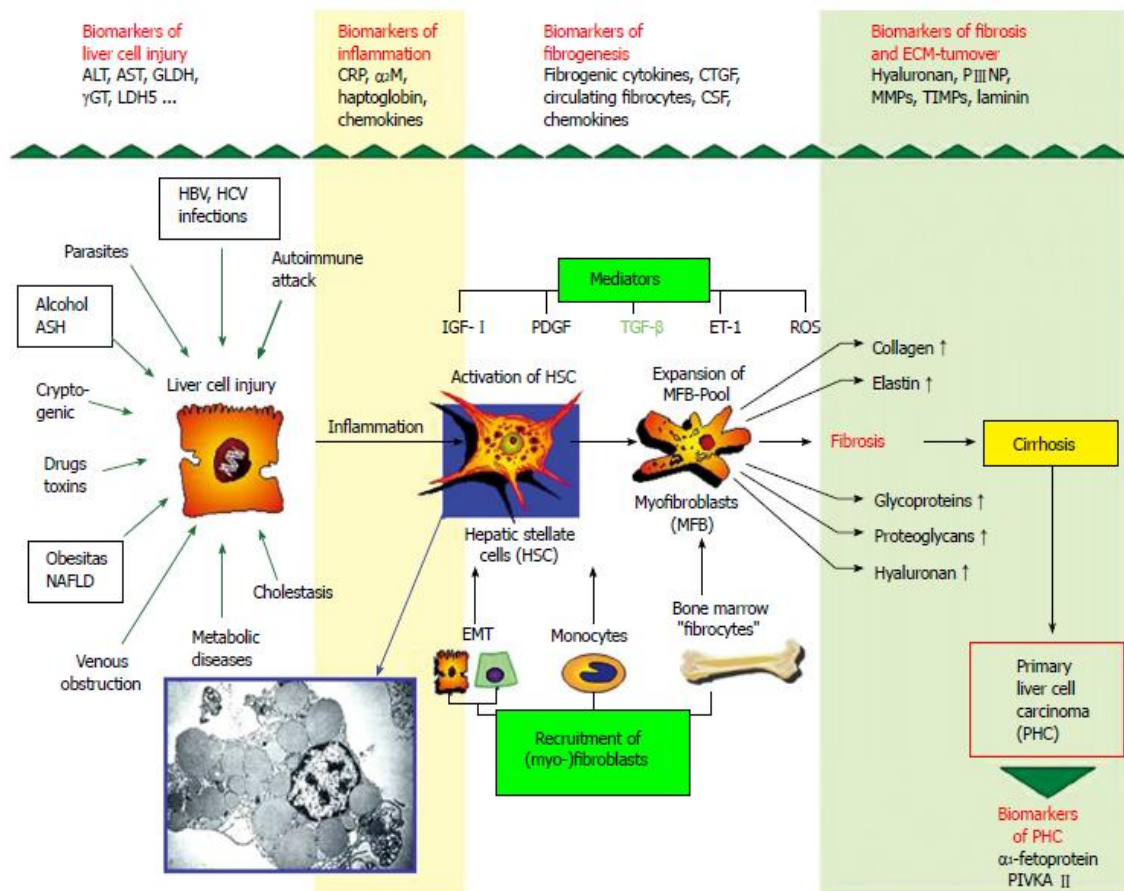 Biomarkers of
liver cell injury
ALT, AST, GLDH,
γGT, LDH5 ...
Biomarkers of
inflammation
CRP, α₂M,
haptoglobin,
chemokines
Biomarkers of
fibrogenesis
Fibrogenic cytokines, CTGF,
circulating fibrocytes, CSF,
chemokines
Biomarkers of fibrosis
and ECM-tumover
Hyaluronan, PⅢNP,
MMPs, TIMPs, laminin
HBV, HCV
infections
Parasites
Autoimmune
attack
Alcohol
ASH
Liver cell injury
Crypto-
genic
Drugs
toxins
Obesitas
NAFLD
Venous
obstruction
Metabolic
diseases
Cholestasis
Inflammation
Mediators
IGF-Ⅰ
PDGF
TGF-β
ET-1
ROS
Activation of HSC
Hepatic stellate
cells (HSC)
Expansion of
MFB-Pool
Myofibroblasts
(MFB)
Collagen ↑
Elastin ↑
Fibrosis
Cirrhosis
Glycoproteins ↑
Proteoglycans ↑
Hyaluronan ↑
EMT
Monocytes
Bone marrow
"fibrocytes"
Recruitment of
(myo-)fibroblasts
Primary
liver cell
carcinoma
(PHC)
Biomarkers
of PHC
α₁-fetoprotein
PIVKA Ⅱ